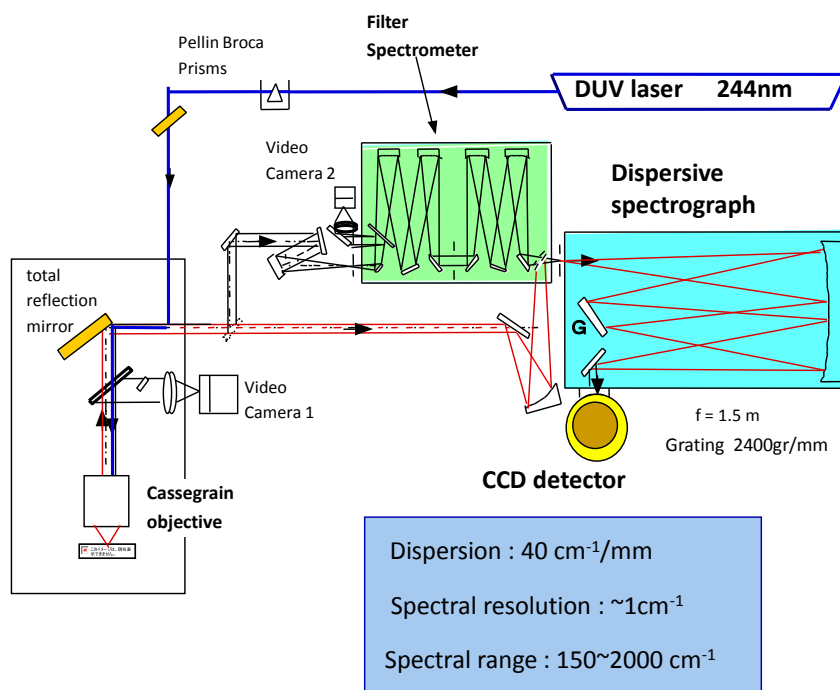 Filter
Spectrometer
Pellin Broca
Prisms
DUV laser 244nm
Video
Camera 2
Dispersive
spectrograph
total
reflection
mirror
G
Video
Camera 1
f = 1.5 m
Grating 2400gr/mm
CCD detector
Cassegrain
objective
Dispersion : 40 cm⁻¹/mm
Spectral resolution : ~1cm⁻¹
Spectral range : 150~2000 cm⁻¹